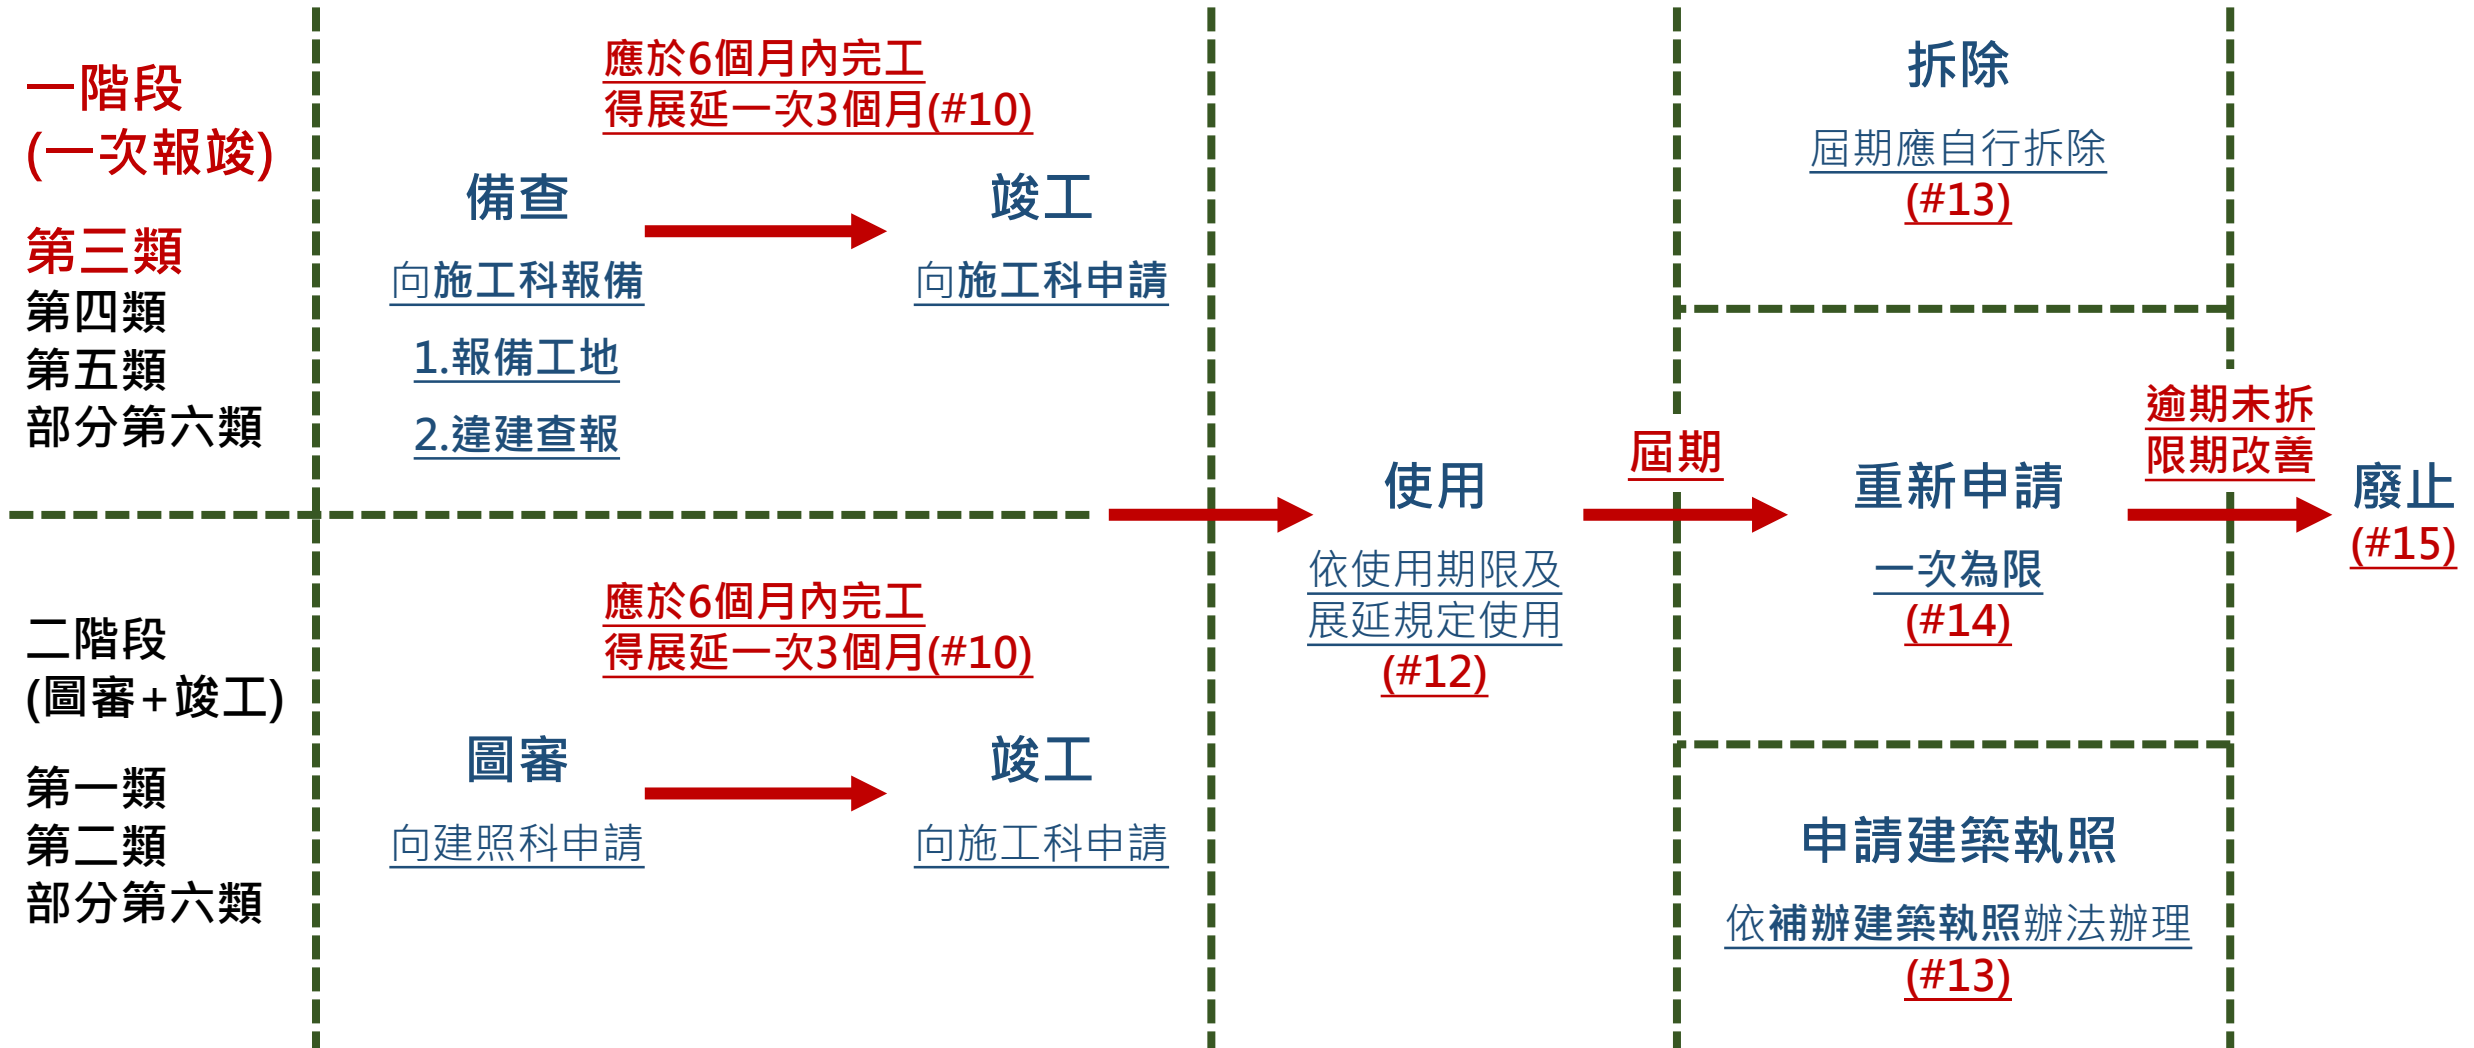 一階段
(一次報竣)
第三類
第四類
第五類
部分第六類
應於6個月內完工
得展延一次3個月(#10)
備查
向施工科報備
1.報備工地
2.違建查報
竣工
向施工科申請
二階段
(圖審+竣工)
第一類
第二類
部分第六類
應於6個月內完工
得展延一次3個月(#10)
圖審
向建照科申請
竣工
向施工科申請
使用
依使用期限及
展延規定使用
(#12)
屆期
拆除
屆期應自行拆除
(#13)
重新申請
一次為限
(#14)
申請建築執照
依補辦建築執照辦法辦理
(#13)
逾期未拆
限期改善
廢止
(#15)